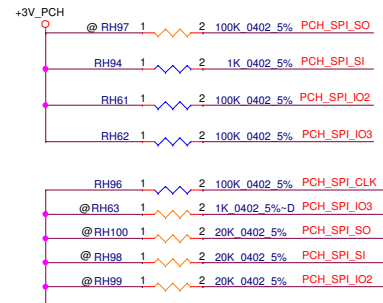 +3V_PCH
@ RH97 1 2 100K_0402_5% PCH_SPI_SO
RH94 1 2 1K_0402_5% PCH_SPI_SI
RH61 1 2 100K_0402_5% PCH_SPI_IO2
RH62 1 2 100K_0402_5% PCH_SPI_IO3
RH96 1 2 100K_0402_5% PCH_SPI_CLK
@ RH63 1 2 1K_0402_5%~D PCH_SPI_IO3
@ RH100 1 2 20K_0402_5% PCH_SPI_SO
@ RH98 1 2 20K_0402_5% PCH_SPI_SI
@ RH99 1 2 20K_0402_5% PCH_SPI_IO2